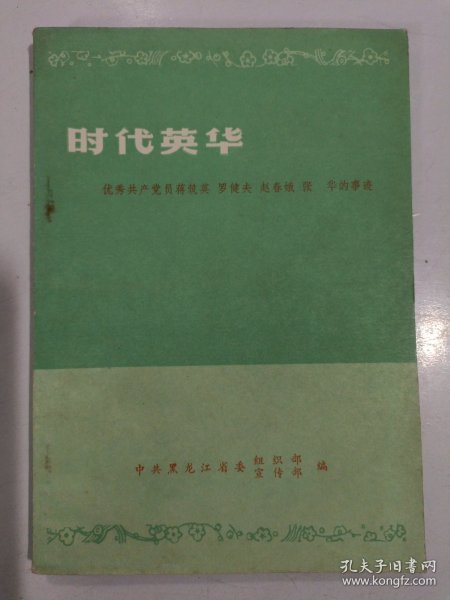 时代英华
优秀共产党员蒋筑英 罗健夫 赵春娥 张 华的事迹
中共黑龙江省委 组织部 编
宣传部
孔夫子旧书网
www.kongfz.com